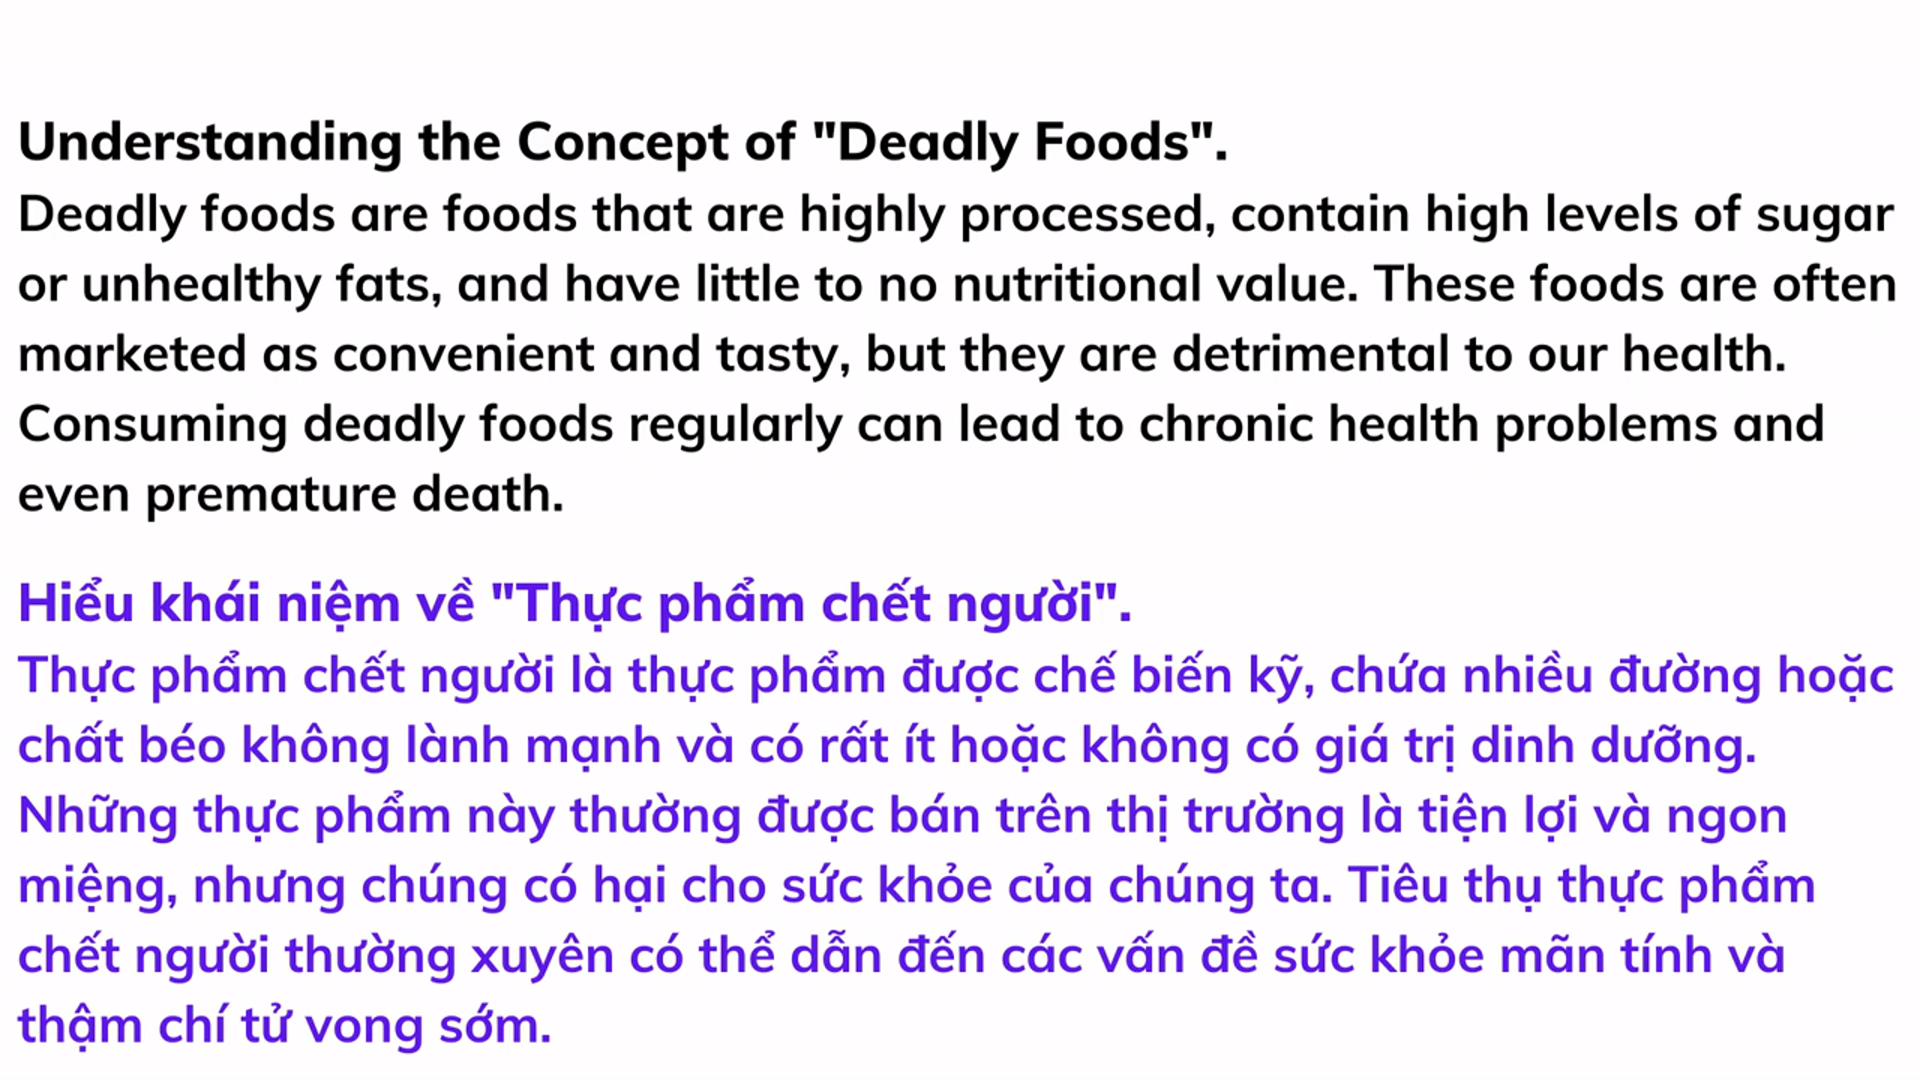 Understanding the Concept of "Deadly Foods".
Deadly foods are foods that are highly processed, contain high levels of sugar
or unhealthy fats, and have little to no nutritional value. These foods are often
marketed as convenient and tasty, but they are detrimental to our health.
Consuming deadly foods regularly can lead to chronic health problems and
even premature death.
Hiểu khái niệm về "Thực phẩm chết người".
Thực phẩm chết người là thực phẩm được chế biến kỹ, chứa nhiều đường hoặc
chất béo không lành mạnh và có rất ít hoặc không có giá trị dinh dưỡng.
Những thực phẩm này thường được bán trên thị trường là tiện lợi và ngon
miệng, nhưng chúng có hại cho sức khỏe của chúng ta. Tiêu thụ thực phẩm
chết người thường xuyên có thể dẫn đến các vấn đề sức khỏe mãn tính và
thậm chí tử vong sớm.